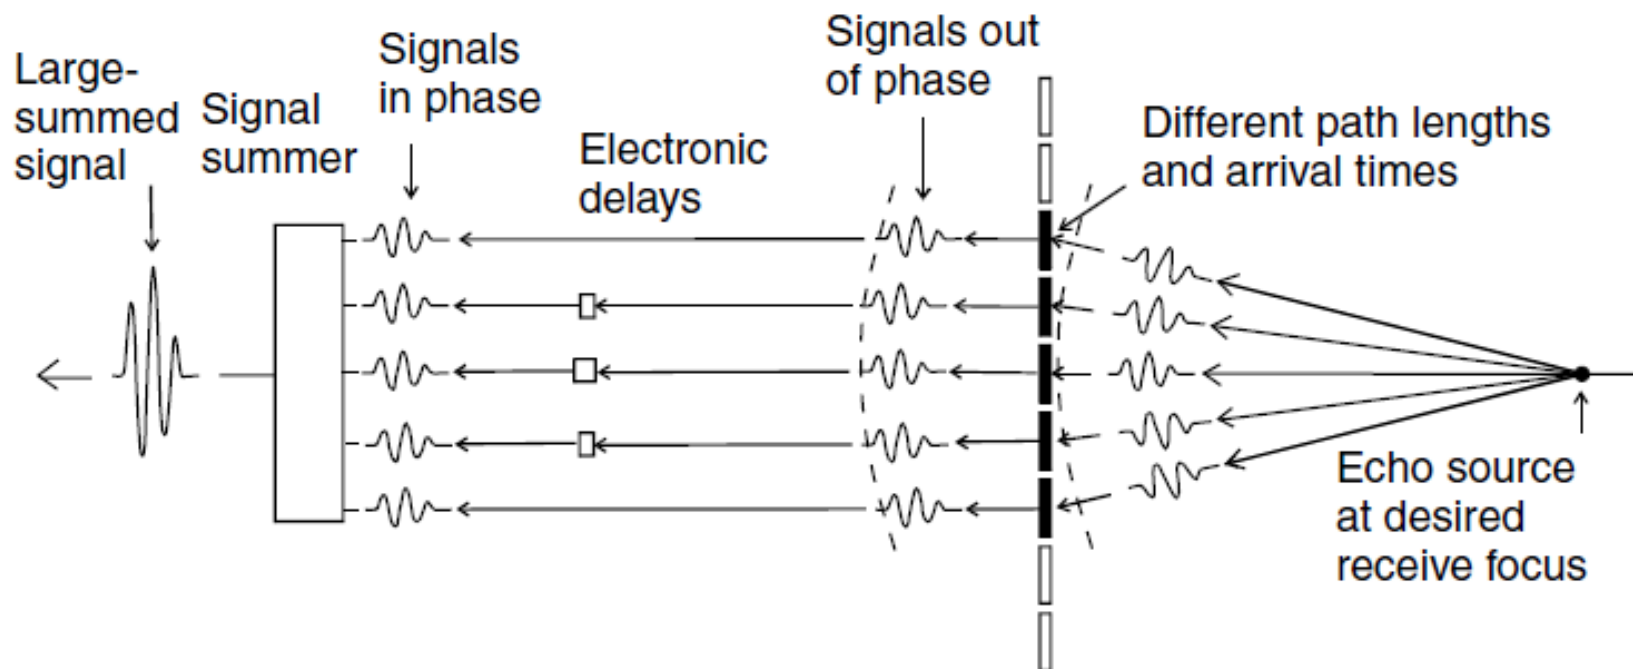 Large-
summed
signal
Signal
summer
Signals
in phase
Electronic
delays
Signals out
of phase
Different path lengths
and arrival times
Echo source
at desired
receive focus